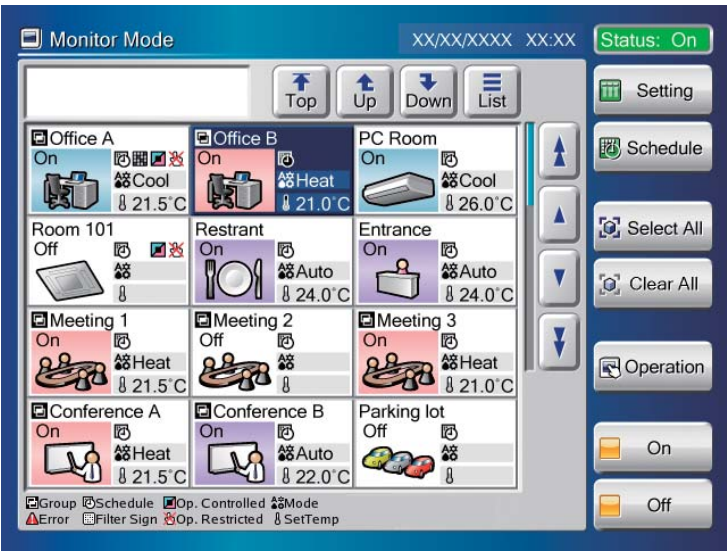 Monitor Mode XX/XX/XXXX XX:XX Status: On
Top Up Down List Setting
Office A Office B PC Room
On On On Schedule
Cool Heat Cool
21.5°C 21.0°C 26.0°C
Room 101 Restrant Entrance Select All
Off On On
Auto Auto
24.0°C 24.0°C Clear All
Meeting 1 Meeting 2 Meeting 3
On Off On
Heat Heat Operation
21.5°C 21.0°C
Conference A Conference B Parking lot
On On Off
Heat Auto On
21.5°C 22.0°C
Group Schedule Op. Controlled Mode
Error Filter Sign Op. Restricted SetTemp Off